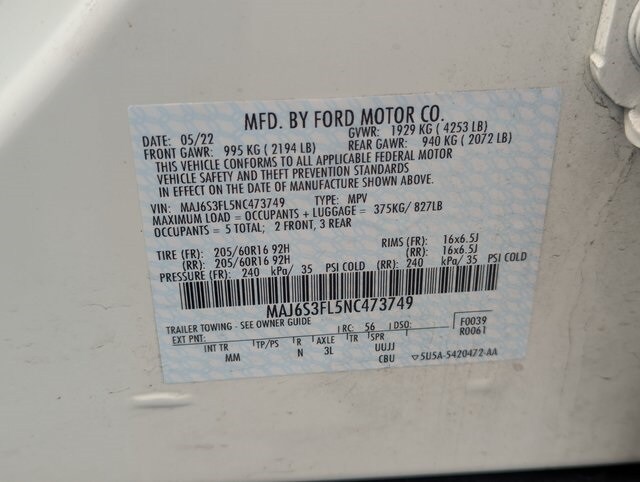 MFD. BY FORD MOTOR CO.
DATE: 05/22 GVWR: 1929 KG ( 4253 LB)
FRONT GAWR: 995 KG ( 2194 LB) REAR GAWR: 940 KG ( 2072 LB)
THIS VEHICLE CONFORMS TO ALL APPLICABLE FEDERAL MOTOR
VEHICLE SAFETY AND THEFT PREVENTION STANDARDS
IN EFFECT ON THE DATE OF MANUFACTURE SHOWN ABOVE.
VIN: MAJ6S3FL5NC473749 TYPE: MPV
MAXIMUM LOAD = OCCUPANTS + LUGGAGE = 375KG/ 827LB
OCCUPANTS = 5 TOTAL; 2 FRONT, 3 REAR
TIRE (FR): 205/60R16 92H RIMS (FR): 16x6.5J
(RR): 205/60R16 92H (RR): 16x6.5J
PRESSURE (FR): 240 kPa/ 35 PSI COLD (RR): 240 kPa/ 35 PSI COLD
MAJ6S3FL5NC473749
TRAILER TOWING - SEE OWNER GUIDE
EXT PNT: RC: 56 DSO: F0039
INT TR TP/PS R AXLE TR SPR R0061
MM N 3L UUJJ
CBU 5U5A-5420472-AA